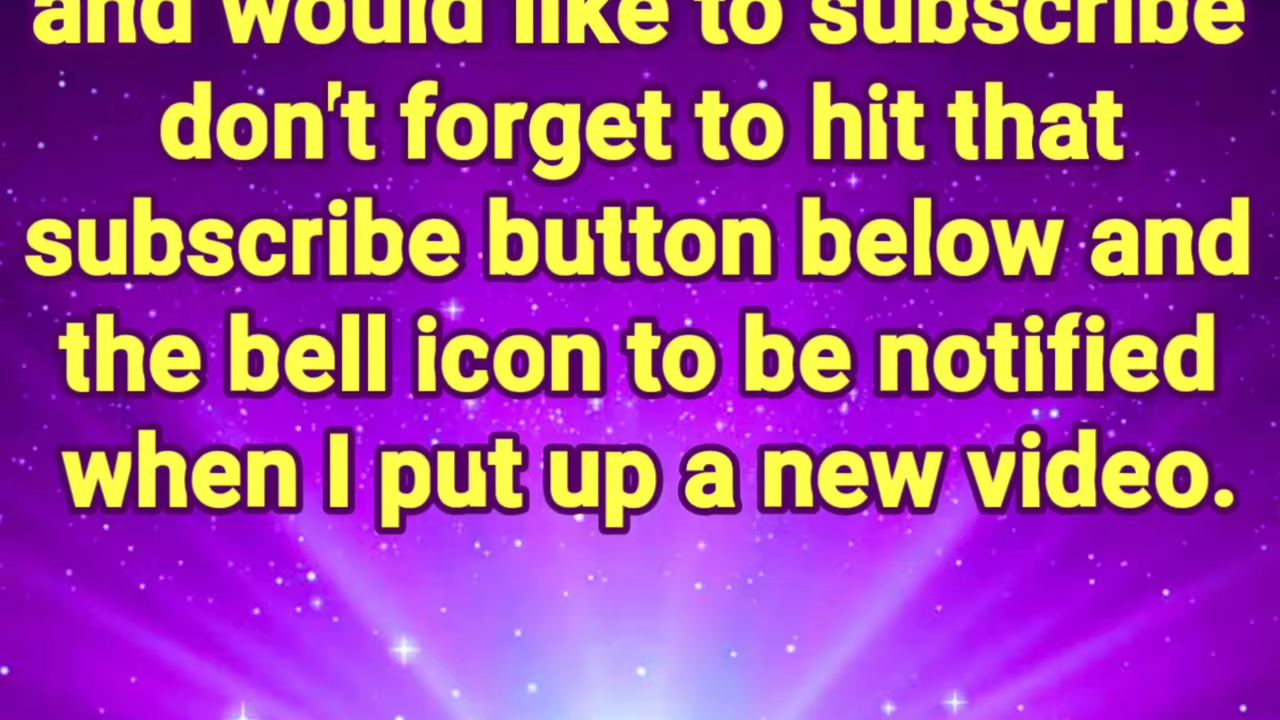 and would like to subscribe
don't forget to hit that
subscribe button below and
the bell icon to be notified
when I put up a new video.